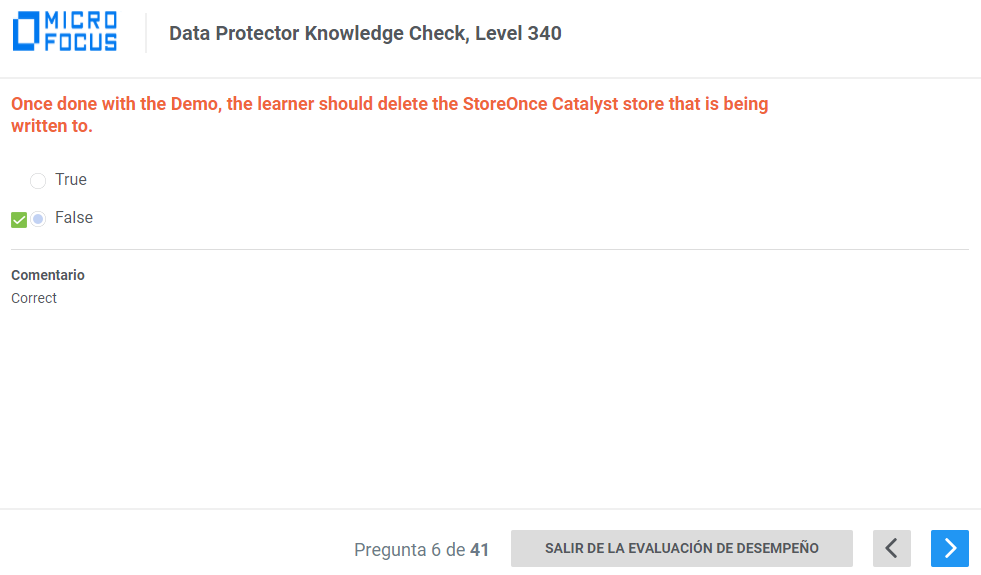 MICRO
FOCUS
Data Protector Knowledge Check, Level 340
Once done with the Demo, the learner should delete the StoreOnce Catalyst store that is being
written to.
True
False
Comentario
Correct
Pregunta 6 de 41
SALIR DE LA EVALUACIÓN DE DESEMPEÑO